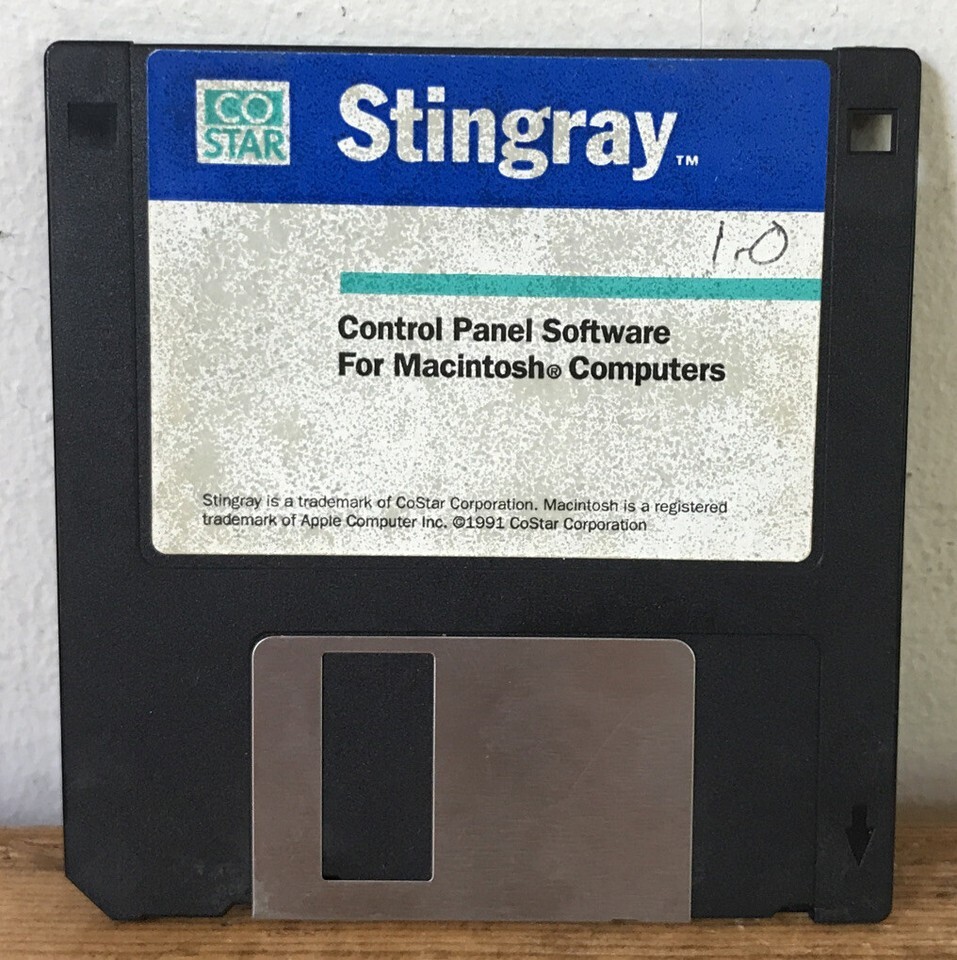 CO
STAR
Stingray™
1.0
Control Panel Software
For Macintosh® Computers
Stingray is a trademark of CoStar Corporation. Macintosh is a registered
trademark of Apple Computer Inc. ©1991 CoStar Corporation